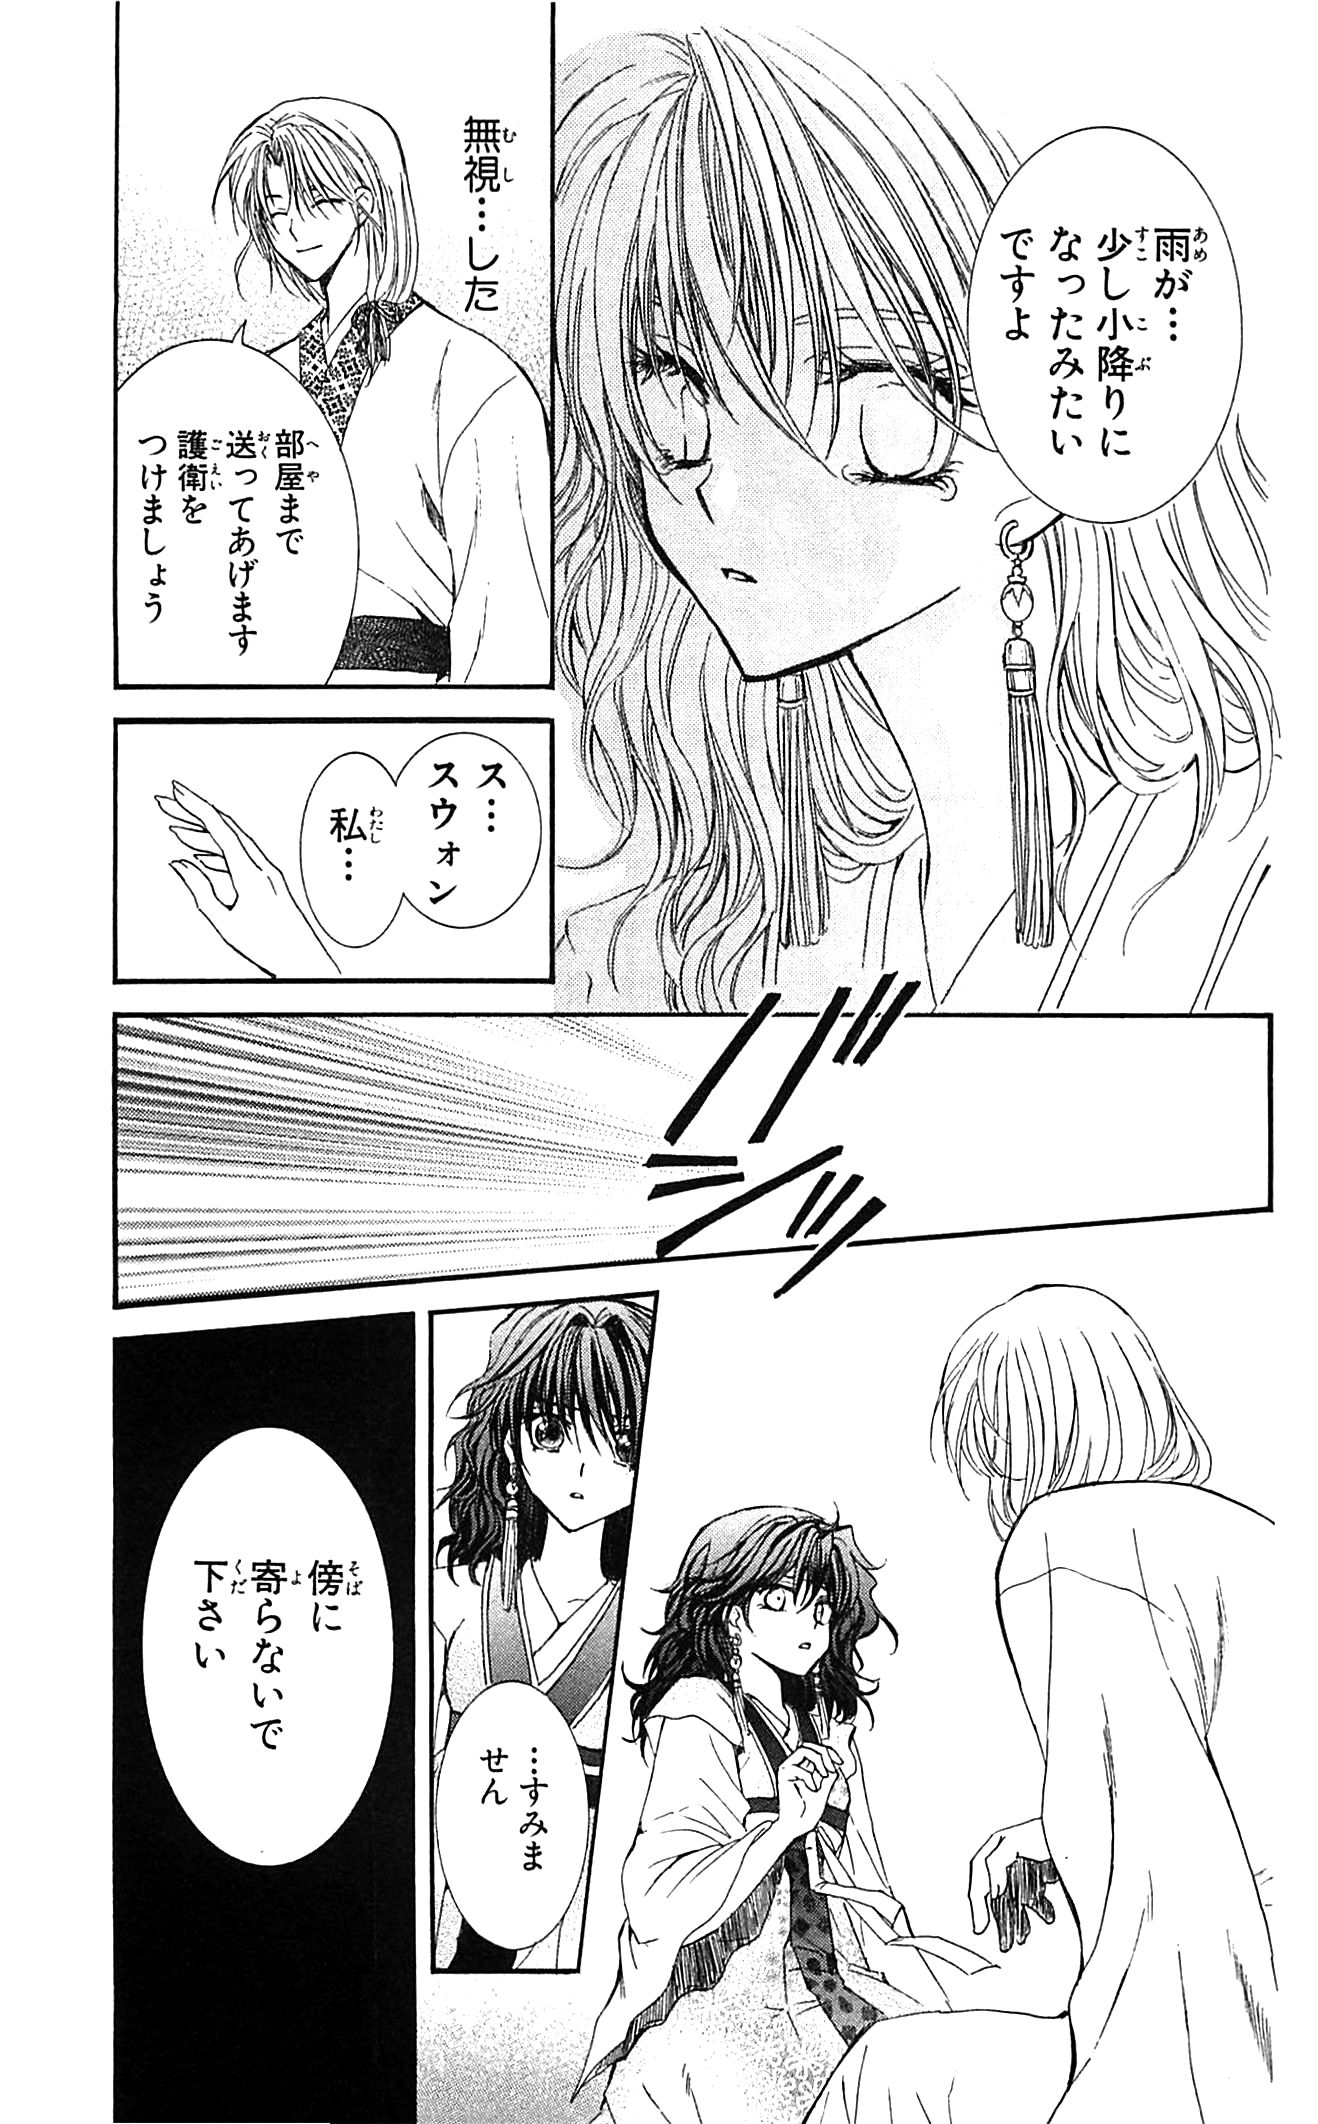 雨が…
少し小降りに
なったみたい
ですよ
無視…した
部屋まで
送ってあげます
護衛を
つけましょう
ス…
スウォン
私…
バシッ
…すみま
せん
傍に
寄らないで
下さい